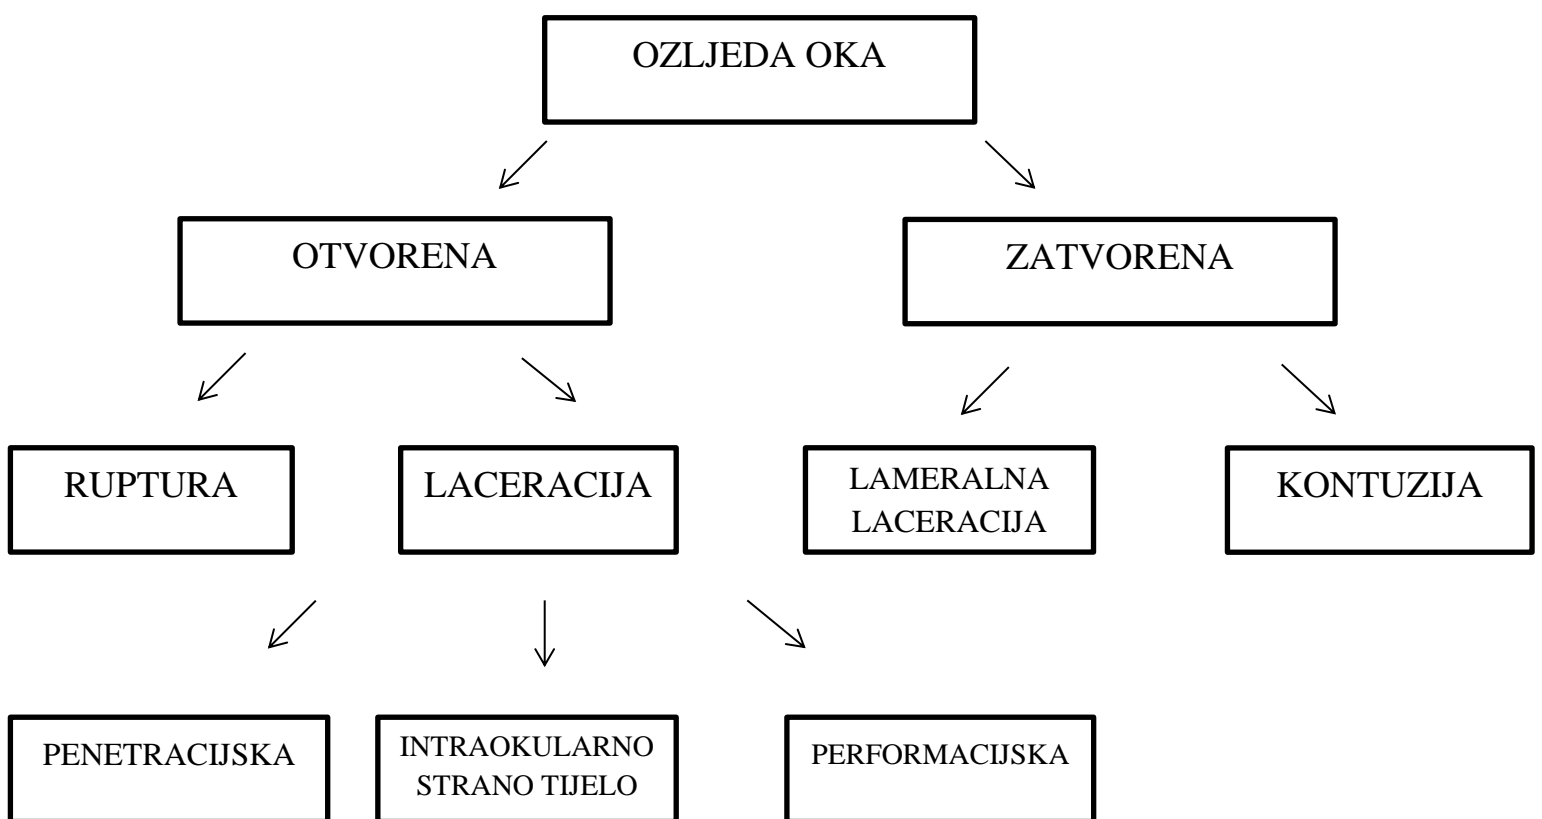 OZLJEDA OKA
OTVORENA
ZATVORENA
RUPTURA
LACERACIJA
LAMERALNA
LACERACIJA
KONTUZIJA
PENETRACIJSKA
INTRAOKULARNO
STRANO TIJELO
PERFORMACIJSKA